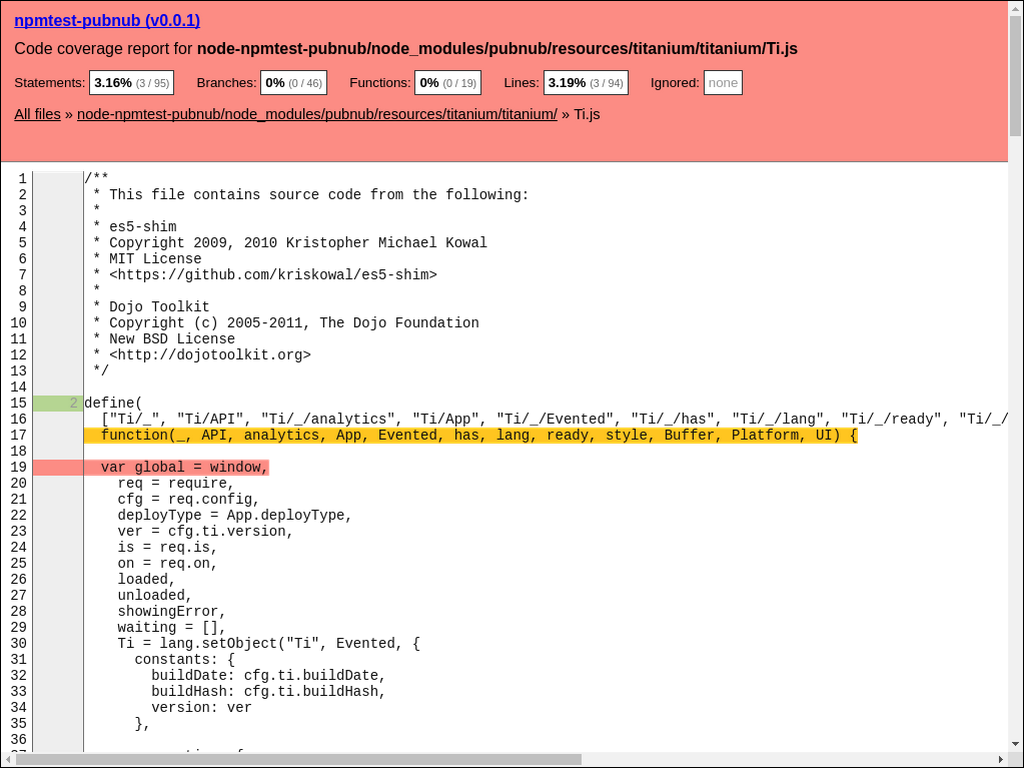 npmtest-pubnub (v0.0.1)
Code coverage report for node-npmtest-pubnub/node_modules/pubnub/resources/titanium/titanium/Ti.js
Statements: 3.16% (3 / 95) Branches: 0% (0 / 46) Functions: 0% (0 / 19) Lines: 3.19% (3 / 94) Ignored: none
All files » node-npmtest-pubnub/node_modules/pubnub/resources/titanium/titanium/ » Ti.js
1 /**
2  * This file contains source code from the following:
3  *
4  * es5-shim
5  * Copyright 2009, 2010 Kristopher Michael Kowal
6  * MIT License
7  * <https://github.com/kriskowal/es5-shim>
8  *
9  * Dojo Toolkit
10  * Copyright (c) 2005-2011, The Dojo Foundation
11  * New BSD License
12  * <http://dojotoolkit.org>
13  */
14
15 2 define(
16   ["Ti/_", "Ti/API", "Ti/_/analytics", "Ti/App", "Ti/_/Evented", "Ti/_/has", "Ti/_/lang", "Ti/_/ready", "Ti/_/
17   function(_, API, analytics, App, Evented, has, lang, ready, style, Buffer, Platform, UI) {
18
19   var global = window,
20     req = require,
21     cfg = req.config,
22     deployType = App.deployType,
23     ver = cfg.ti.version,
24     is = req.is,
25     on = req.on,
26     loaded,
27     unloaded,
28     showingError,
29     waiting = [],
30     Ti = lang.setObject("Ti", Evented, {
31       constants: {
32         buildDate: cfg.ti.buildDate,
33         buildHash: cfg.ti.buildHash,
34         version: ver
35       },
36